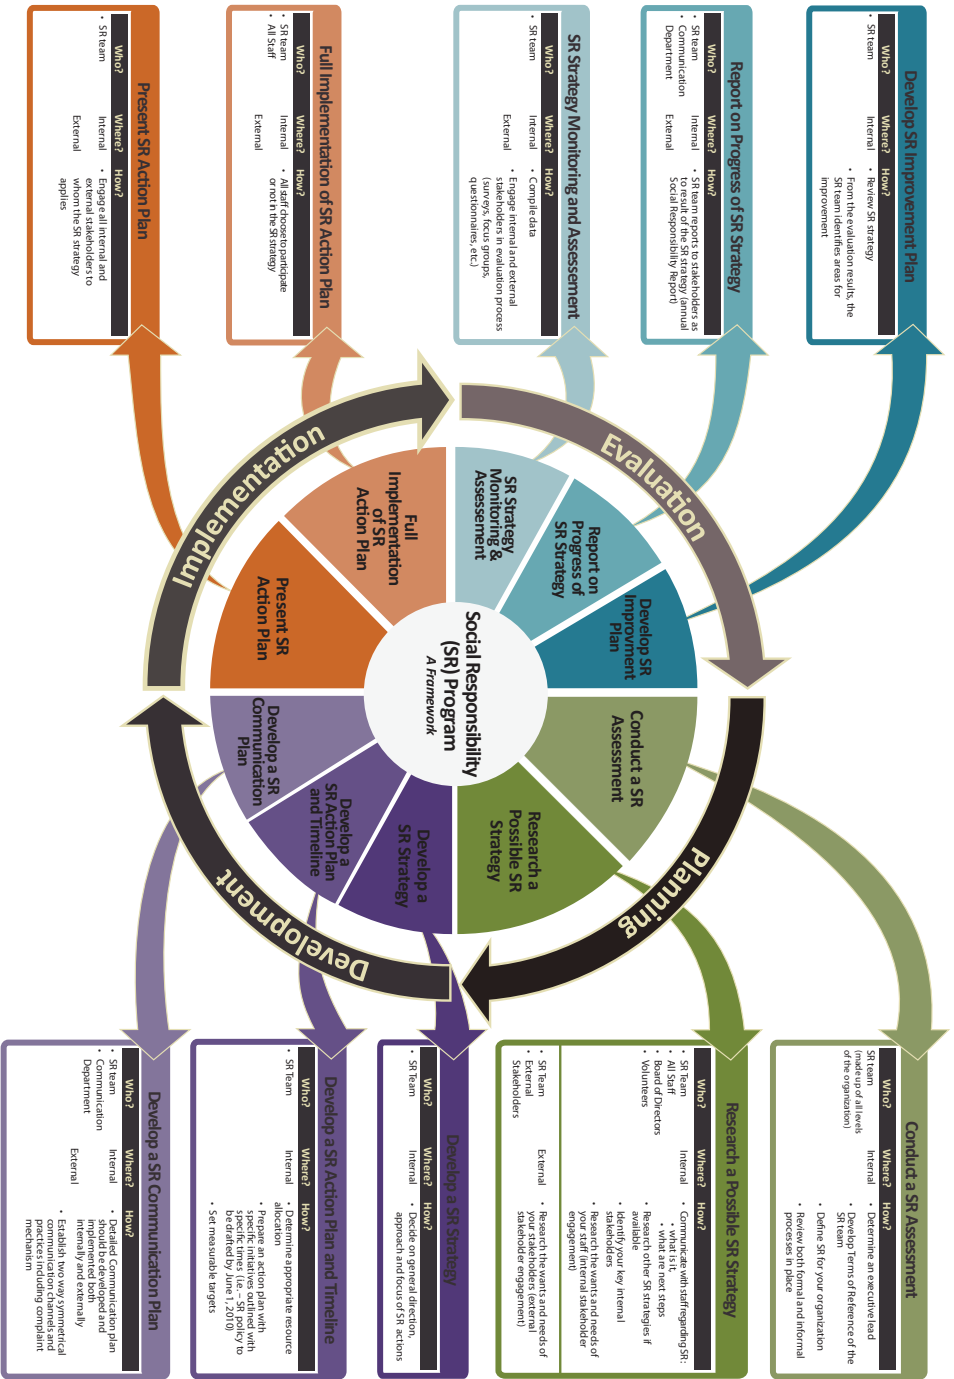 Social Responsibility
(SR) Program
A Framework
Planning
Conduct a SR
Assessment
Research a
Possible SR
Strategy
Development
Develop a
SR Strategy
Develop a
SR Action Plan
and Timeline
Develop a SR
Communication
Plan
Implementation
Present SR
Action Plan
Full
Implementation
of SR
Action Plan
Evaluation
SR Strategy
Monitoring &
Assessement
Report on
Progress of
SR Strategy
Develop SR
Improvment
Plan
Conduct a SR Assessment
Who? Where? How?
SR team
(made up of all levels
of the organization)
Internal
• Determine an executive lead
• Develop Terms of Reference of the
SR team
• Define SR for your organization
• Review both formal and informal
processes in place
Research a Possible SR Strategy
Who? Where? How?
• SR Team
• All Staff
• Board of Directors
• Volunteers
Internal
• Communicate with staff regarding SR:
• what is it,
• what are next steps
• Research other SR strategies if
available
• Identify your key internal
stakeholders
• Research the wants and needs of
your staff (internal stakeholder
engagement)
• SR Team
• External
Stakeholders
External
• Research the wants and needs of
your stakeholders (external
stakeholder engagement)
Develop a SR Strategy
Who? Where? How?
• SR Team
Internal
• Decide on general direction,
approach and focus of SR actions
Develop a SR Action Plan and Timeline
Who? Where? How?
• SR Team
Internal
• Determine appropriate resource
allocation
• Prepare an action plan with
specific initiatives outlined with
specific times (i.e. – SR policy to
be drafted by June 1, 2010)
• Set measurable targets
Develop a SR Communication Plan
Who? Where? How?
• SR team
• Communication
Department
Internal
External
• Detailed Communication plan
should be developed and
implemented both
internally and externally
• Establish two way symmetrical
communication channels and
practices including complaint
mechanism
Present SR Action Plan
Who? Where? How?
• SR team
Internal
External
• Engage all internal and
external stakeholders to
whom the SR strategy
applies
Full Implementation of SR Action Plan
Who? Where? How?
• SR team
• All Staff
Internal
External
• All staff choose to participate
or not in the SR strategy
SR Strategy Monitoring and Assessement
Who? Where? How?
• SR team
Internal
External
• Compile data
• Engage internal and external
stakeholders in evaluation process
(surveys, focus groups,
questionnaires, etc.)
Report on Progress of SR Strategy
Who? Where? How?
• SR team
• Communication
Department
Internal
External
• SR team reports to stakeholders as
to result of the SR strategy (annual
Social Responsibility Report)
Develop SR Improvement Plan
Who? Where? How?
• SR team
Internal
• Review SR strategy
• From the evaluation results, the
SR team identifies areas for
improvement